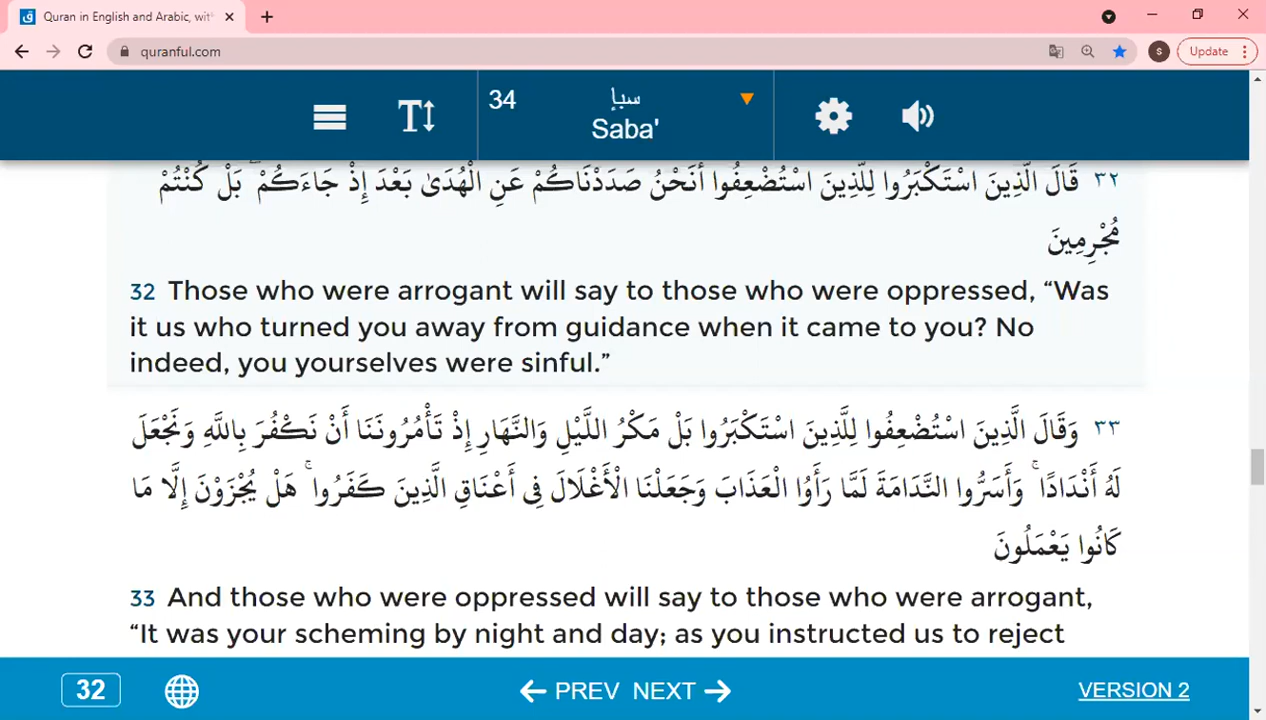 Quran in English and Arabic, wit
quranful.com
S
Update
34
سبإ
Saba'
٣٢ قَالَ الَّذِينَ اسْتَكْبَرُوا لِلَّذِينَ اسْتُضْعِفُوا أَنَحْنُ صَدَدْنَاكُمْ عَنِ الْهُدَىٰ بَعْدَ إِذْ جَاءَكُمْ ۖ بَلْ كُنْتُمْ
مُجْرِمِينَ
32 Those who were arrogant will say to those who were oppressed, “Was
it us who turned you away from guidance when it came to you? No
indeed, you yourselves were sinful.”
٣٣ وَقَالَ الَّذِينَ اسْتُضْعِفُوا لِلَّذِينَ اسْتَكْبَرُوا بَلْ مَكْرُ اللَّيْلِ وَالنَّهَارِ إِذْ تَأْمُرُونَنَا أَنْ نَكْفُرَ بِاللَّهِ وَنَجْعَلَ
لَهُ أَنْدَادًا ۚ وَأَسَرُّوا النَّدَامَةَ لَمَّا رَأَوُا الْعَذَابَ وَجَعَلْنَا الْأَغْلَالَ فِي أَعْنَاقِ الَّذِينَ كَفَرُوا ۚ هَلْ يُجْزَوْنَ إِلَّا مَا
كَانُوا يَعْمَلُونَ
33 And those who were oppressed will say to those who were arrogant,
“It was your scheming by night and day; as you instructed us to reject
32
PREV NEXT
VERSION 2